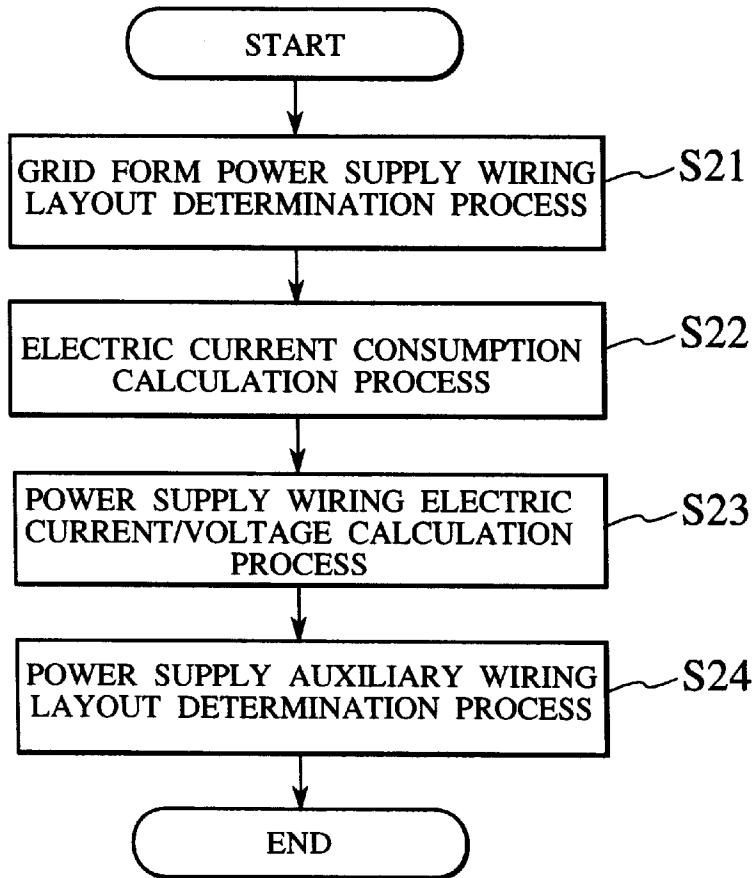 START
GRID FORM POWER SUPPLY WIRING
LAYOUT DETERMINATION PROCESS
S21
ELECTRIC CURRENT CONSUMPTION
CALCULATION PROCESS
S22
POWER SUPPLY WIRING ELECTRIC
CURRENT/VOLTAGE CALCULATION
PROCESS
S23
POWER SUPPLY AUXILIARY WIRING
LAYOUT DETERMINATION PROCESS
S24
END